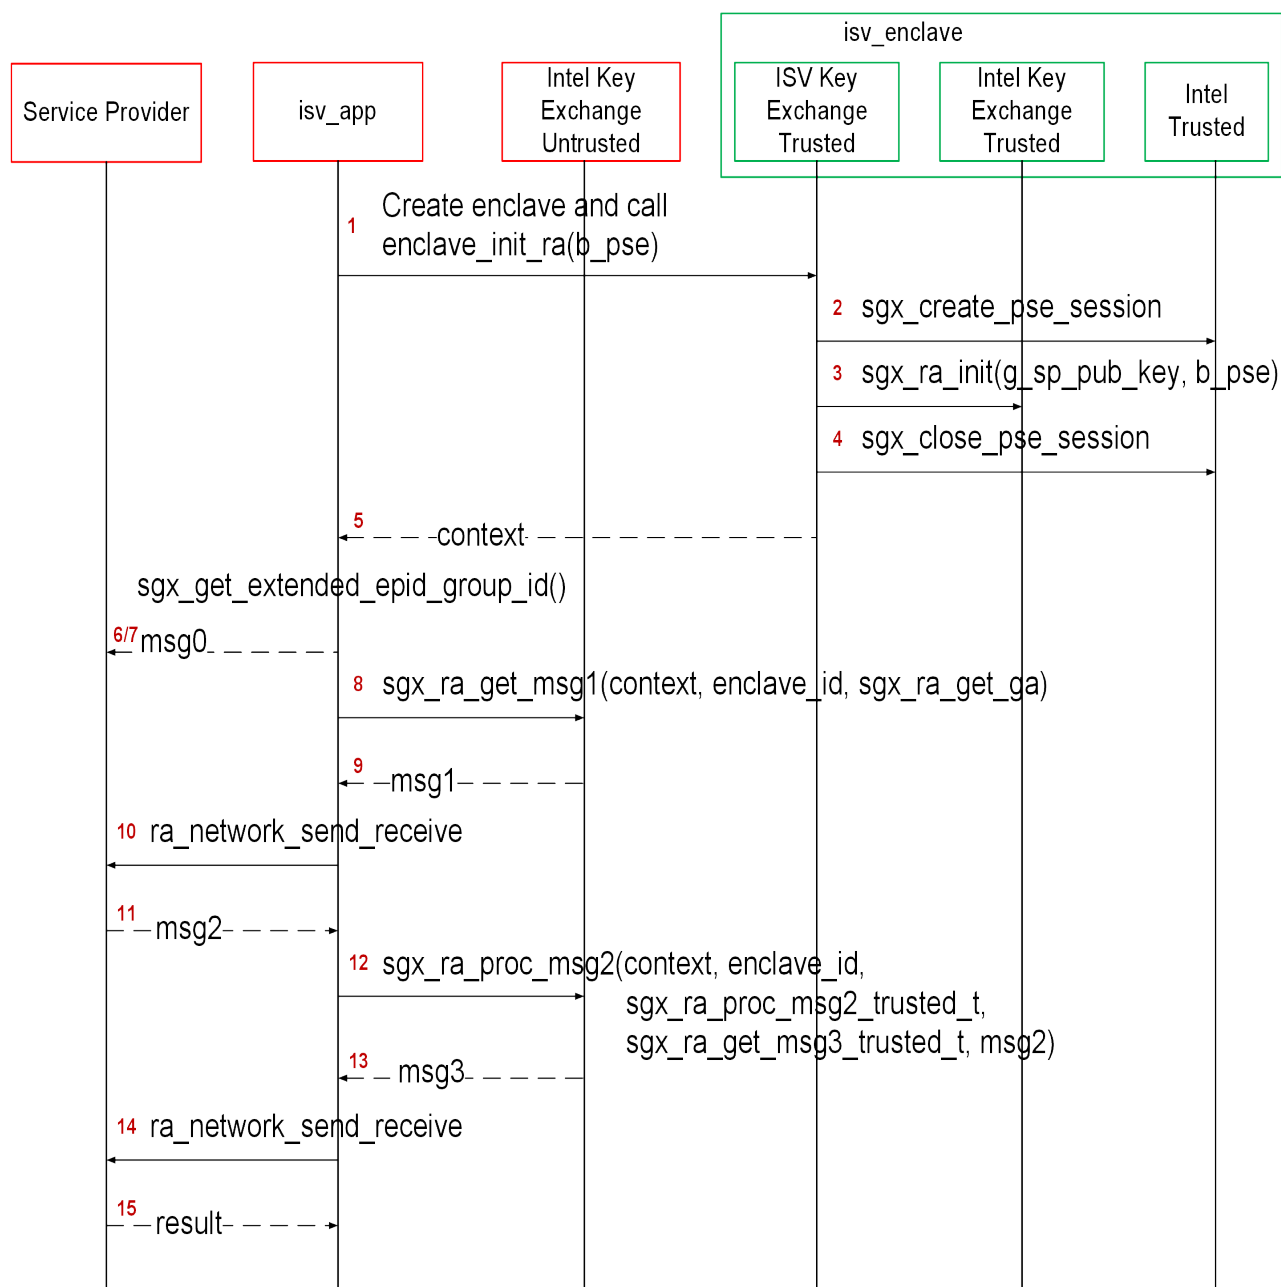 isv_enclave
Service Provider
isv_app
Intel Key
Exchange
Untrusted
ISV Key
Exchange
Trusted
Intel Key
Exchange
Trusted
Intel
Trusted
1
Create enclave and call
enclave_init_ra(b_pse)
2 sgx_create_pse_session
3 sgx_ra_init(g_sp_pub_key, b_pse)
4 sgx_close_pse_session
5
context
sgx_get_extended_epid_group_id()
6/7 msg0
8 sgx_ra_get_msg1(context, enclave_id, sgx_ra_get_ga)
9
msg1
10 ra_network_send_receive
11
msg2
12 sgx_ra_proc_msg2(context, enclave_id,
sgx_ra_proc_msg2_trusted_t,
sgx_ra_get_msg3_trusted_t, msg2)
13
msg3
14 ra_network_send_receive
15
result